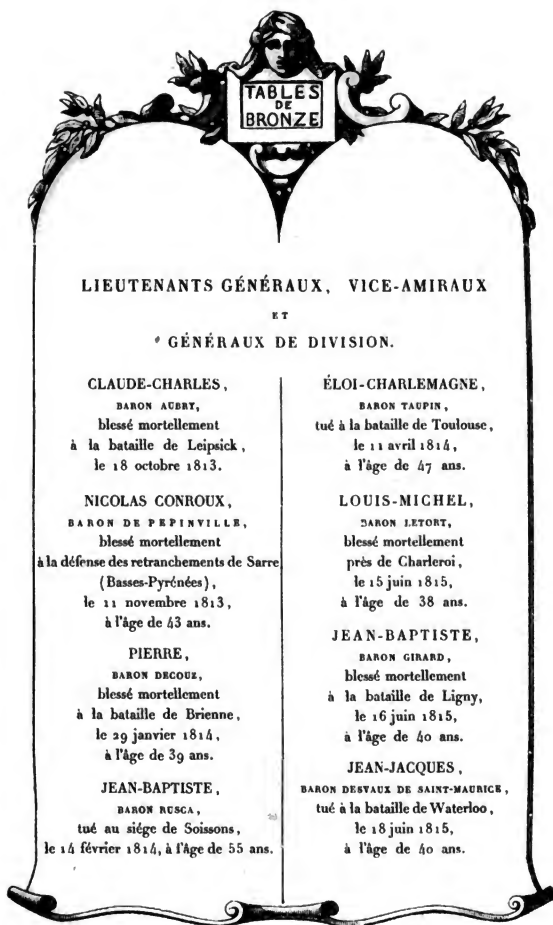 TABLES
DE
BRONZE
LIEUTENANTS GÉNÉRAUX, VICE-AMIRAUX
ET
GÉNÉRAUX DE DIVISION.
CLAUDE-CHARLES,
BARON AUBRY,
blessé mortellement
à la bataille de Leipsick,
le 18 octobre 1813.
NICOLAS CONROUX,
BARON DE PEPINVILLE,
blessé mortellement
à la défense des retranchements de Sarre
(Basses-Pyrénées),
le 11 novembre 1813,
à l'âge de 43 ans.
PIERRE,
BARON DECOUZ,
blessé mortellement
à la bataille de Brienne,
le 29 janvier 1814,
à l'âge de 39 ans.
JEAN-BAPTISTE,
BARON RUSCA,
tué au siége de Soissons,
le 14 février 1814, à l'âge de 55 ans.
ÉLOI-CHARLEMAGNE,
BARON TAUPIN,
tué à la bataille de Toulouse,
le 11 avril 1814,
à l'âge de 47 ans.
LOUIS-MICHEL,
BARON LETORT,
blessé mortellement
près de Charleroi,
le 15 juin 1815,
à l'âge de 38 ans.
JEAN-BAPTISTE,
BARON GIRARD,
blessé mortellement
à la bataille de Ligny,
le 16 juin 1815,
à l'âge de 40 ans.
JEAN-JACQUES,
BARON DESVAUX DE SAINT-MAURICE,
tué à la bataille de Waterloo,
le 18 juin 1815,
à l'âge de 40 ans.